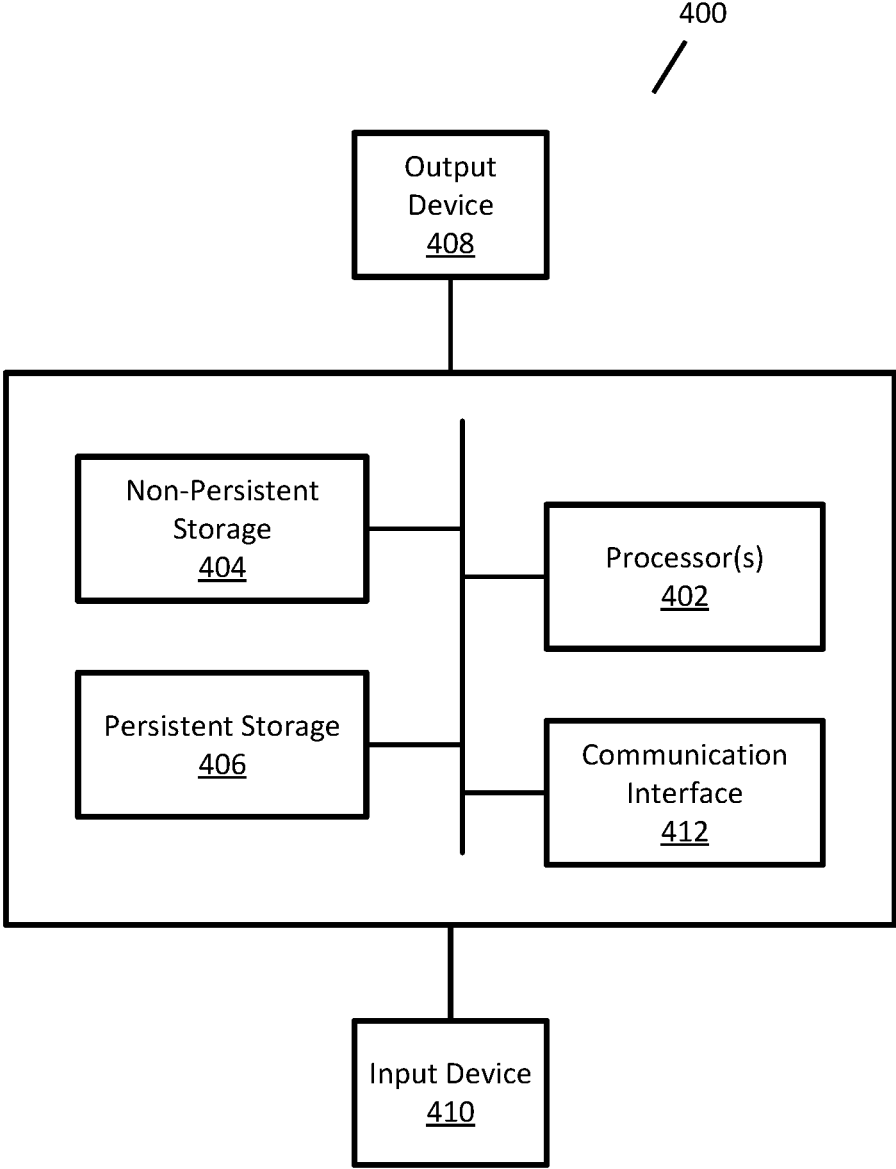 400
Output
Device
408
Non-Persistent
Storage
404
Processor(s)
402
Persistent Storage
406
Communication
Interface
412
Input Device
410